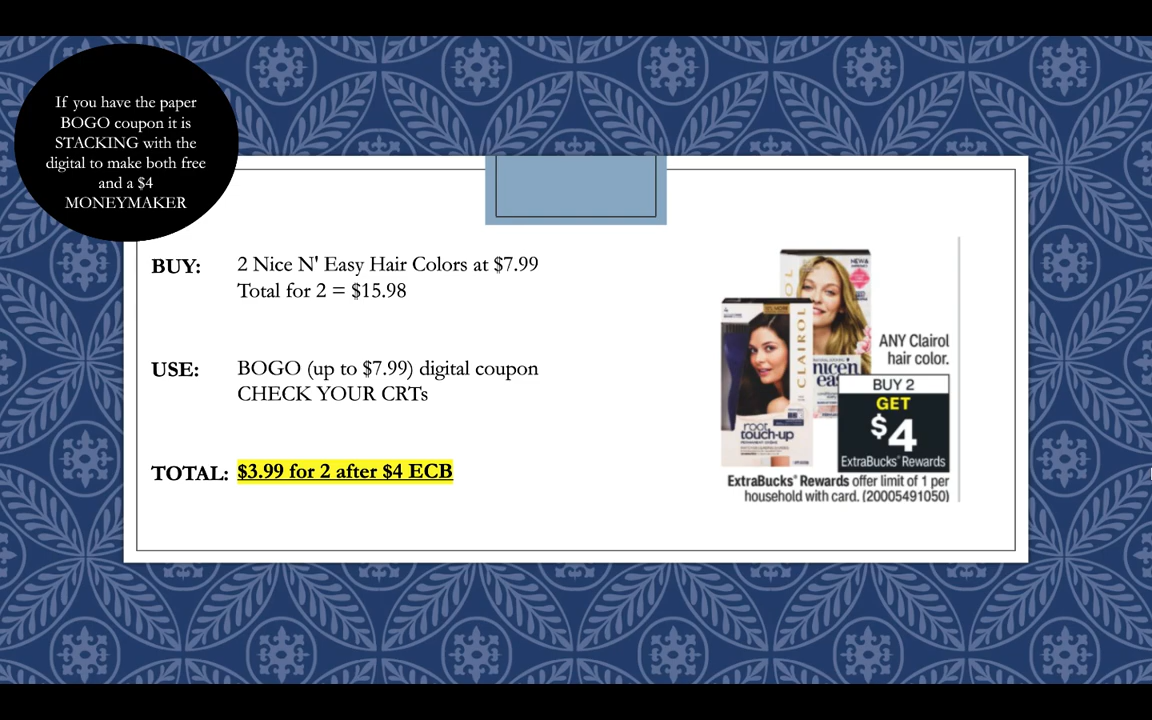 If you have the paper
BOGO coupon it is
STACKING with the
digital to make both free
and a $4
MONEYMAKER
BUY:
2 Nice N' Easy Hair Colors at $7.99
Total for 2 = $15.98
USE:
BOGO (up to $7.99) digital coupon
CHECK YOUR CRTs
TOTAL:
$3.99 for 2 after $4 ECB
CLAIROL
root
touch-up
nicen
eas
ANY Clairol
hair color.
BUY 2
GET
$4
ExtraBucks® Rewards
ExtraBucks® Rewards offer limit of 1 per
household with card. (20005491050)